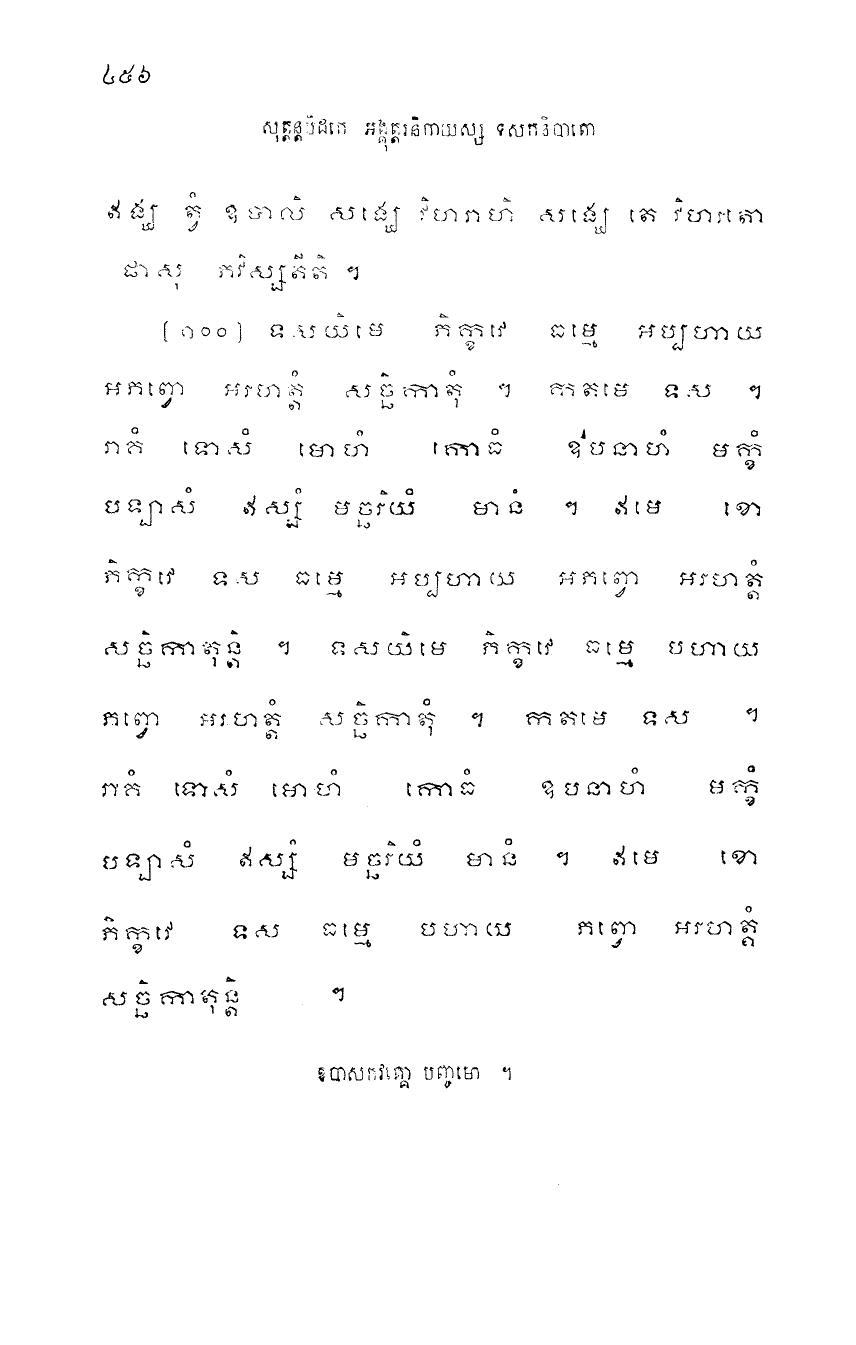 ៤៥៦
សុត្តន្តបិដកេ អង្គុត្តរនិកាយស្ស ទសកនិបាតោ
ឥង្ឃ ត្វំ ឧបាលិ សង្ឃេ វិហរាហិ សង្ឃេ តេ វិហរតោ
ផាសុ ភវិស្សតីតិ ។
[១០០] ទសយិមេ ភិក្ខវេ ធម្មេ អប្បហាយ
អភព្វោ អរហត្តំ សច្ឆិកាតុំ ។ កតមេ ទស ។
រាគំ ទោសំ មោហំ កោធំ ឧបនាហំ មក្ខំ
បឡាសំ ឥស្សំ មច្ឆរិយំ មានំ ។ ឥមេ ខោ
ភិក្ខវេ ទស ធម្មេ អប្បហាយ អភព្វោ អរហត្តំ
សច្ឆិកាតុន្តិ ។ ទសយិមេ ភិក្ខវេ ធម្មេ បហាយ
ភព្វោ អរហត្តំ សច្ឆិកាតុំ ។ កតមេ ទស ។
រាគំ ទោសំ មោហំ កោធំ ឧបនាហំ មក្ខំ
បឡាសំ ឥស្សំ មច្ឆរិយំ មានំ ។ ឥមេ ខោ
ភិក្ខវេ ទស ធម្មេ បហាយ ភព្វោ អរហត្តំ
សច្ឆិកាតុន្តិ ។
ឧបាសកវគ្គោ បញ្ចមោ ។